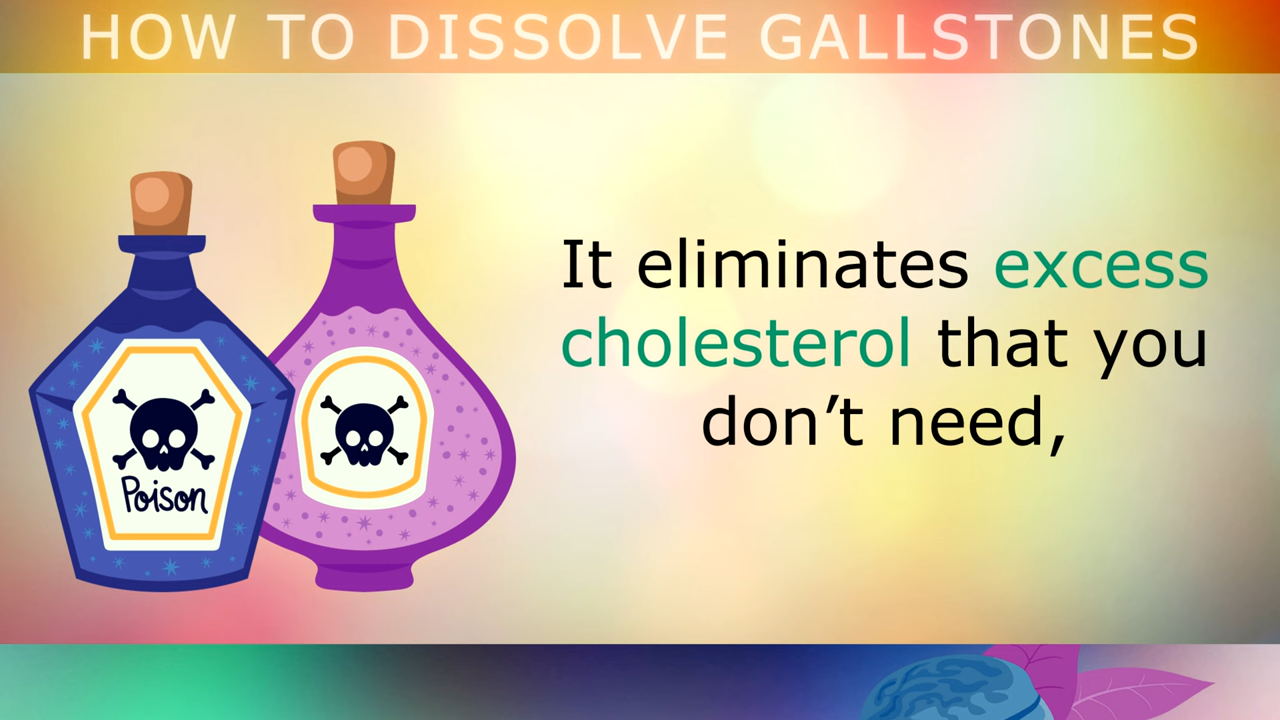 HOW TO DISSOLVE GALLSTONES
Poison
It eliminates excess
cholesterol that you
don’t need,